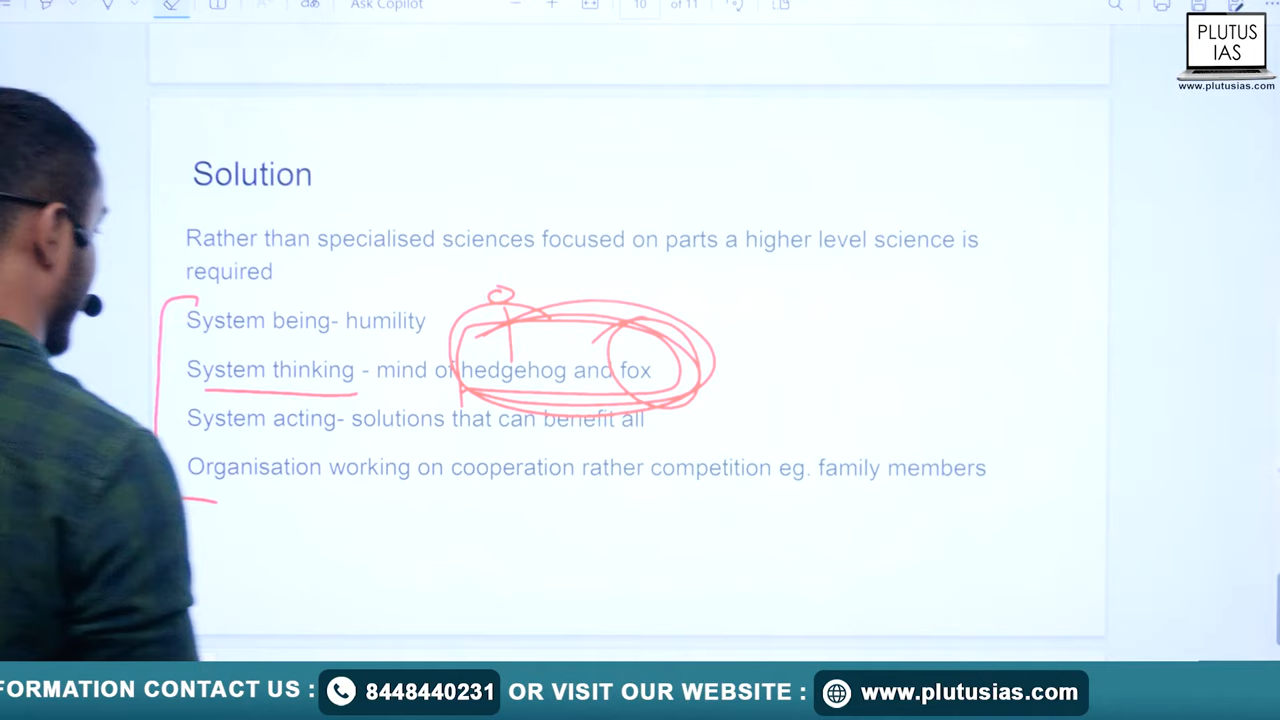 Ask Copilot
10 of 11
PLUTUS
IAS
www.plutusias.com
Solution
Rather than specialised sciences focused on parts a higher level science is
required
System being- humility
System thinking - mind of hedgehog and fox
System acting- solutions that can benefit all
Organisation working on cooperation rather competition eg. family members
FORMATION CONTACT US : 8448440231 OR VISIT OUR WEBSITE : www.plutusias.com